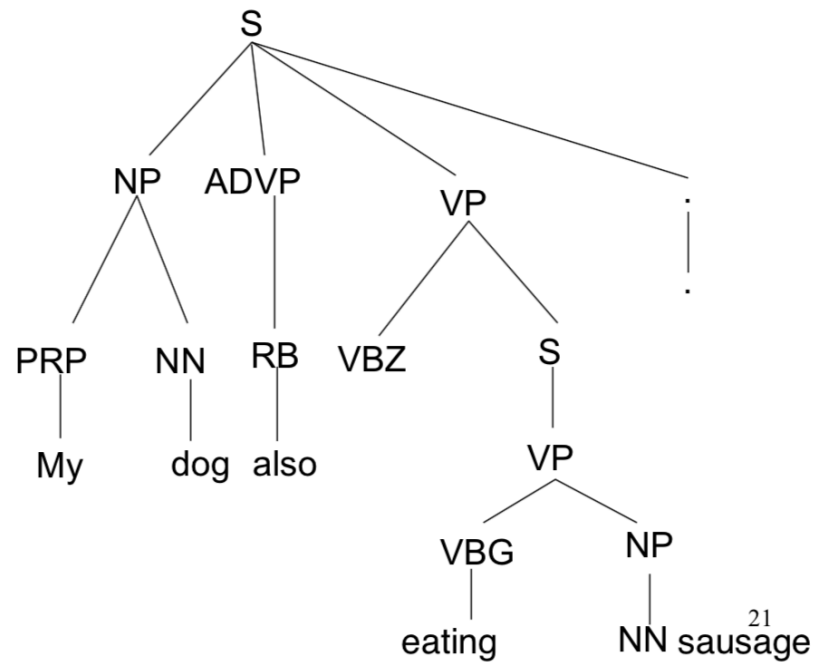 S
NP ADVP VP .
.
PRP NN RB VBZ S
My dog also VP
VBG NP
21
eating NN sausage